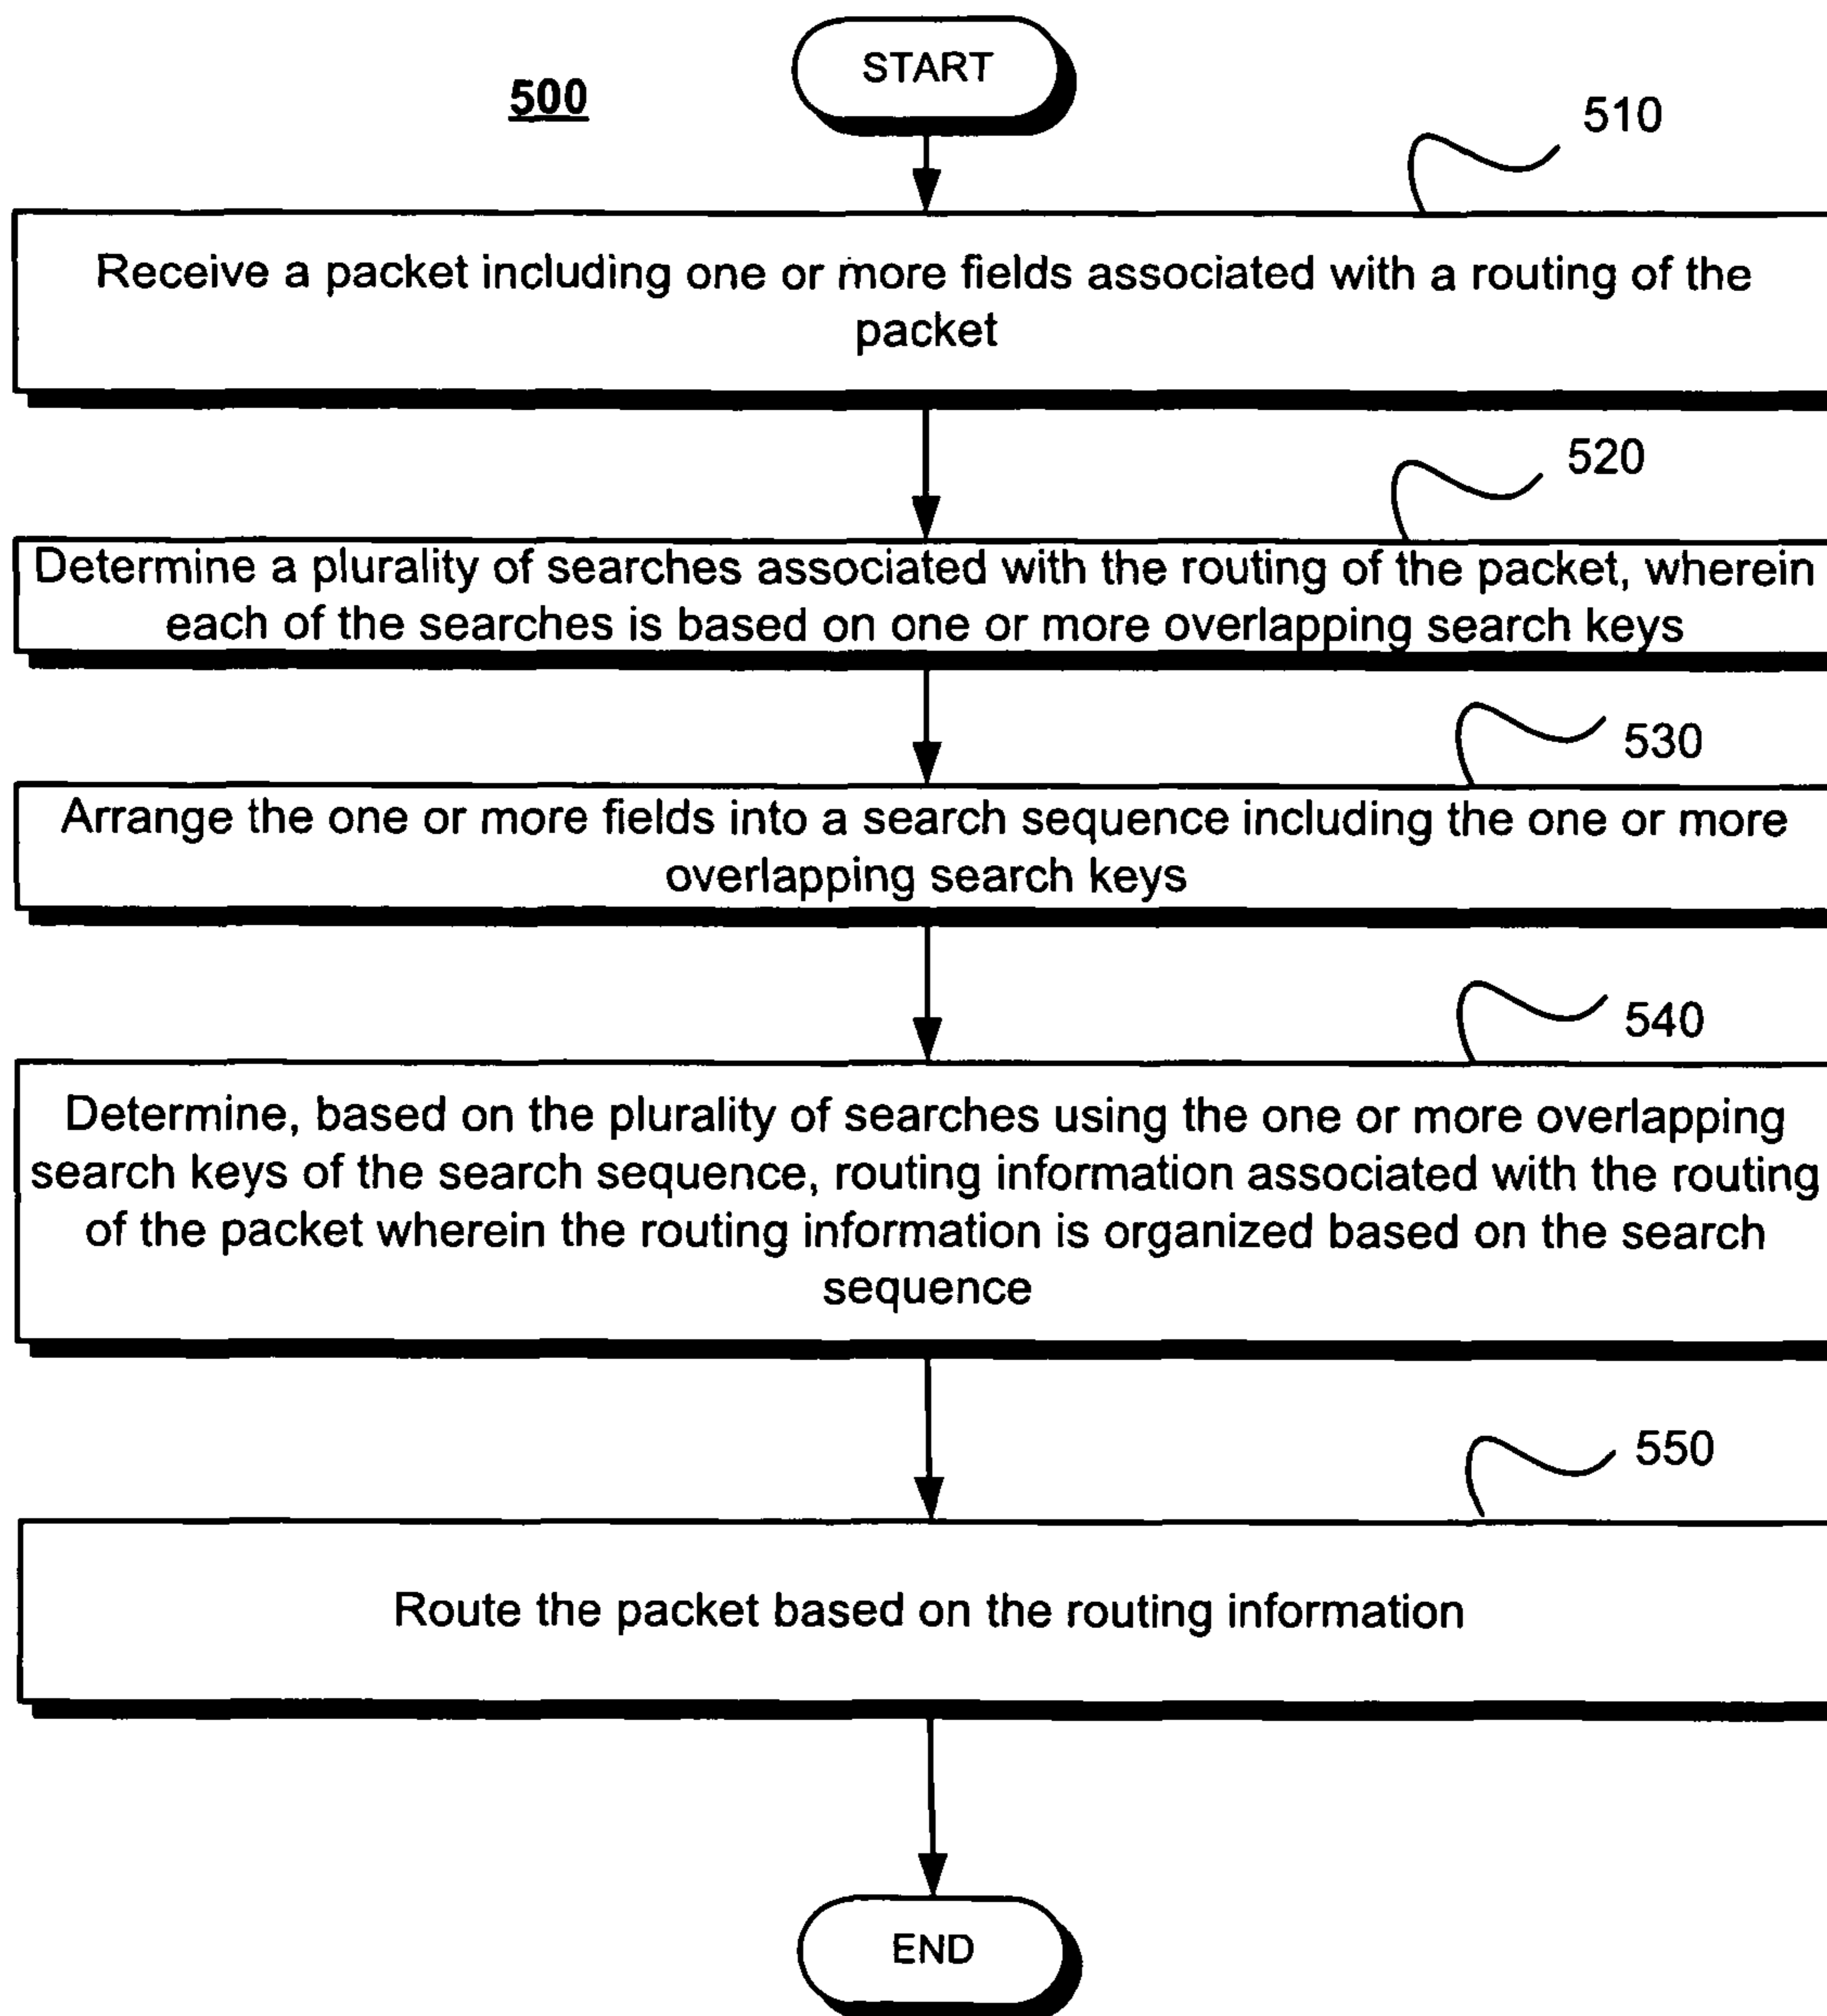 START
500
510
Receive a packet including one or more fields associated with a routing of the
packet
520
Determine a plurality of searches associated with the routing of the packet, wherein
each of the searches is based on one or more overlapping search keys
530
Arrange the one or more fields into a search sequence including the one or more
overlapping search keys
540
Determine, based on the plurality of searches using the one or more overlapping
search keys of the search sequence, routing information associated with the routing
of the packet wherein the routing information is organized based on the search
sequence
550
Route the packet based on the routing information
END